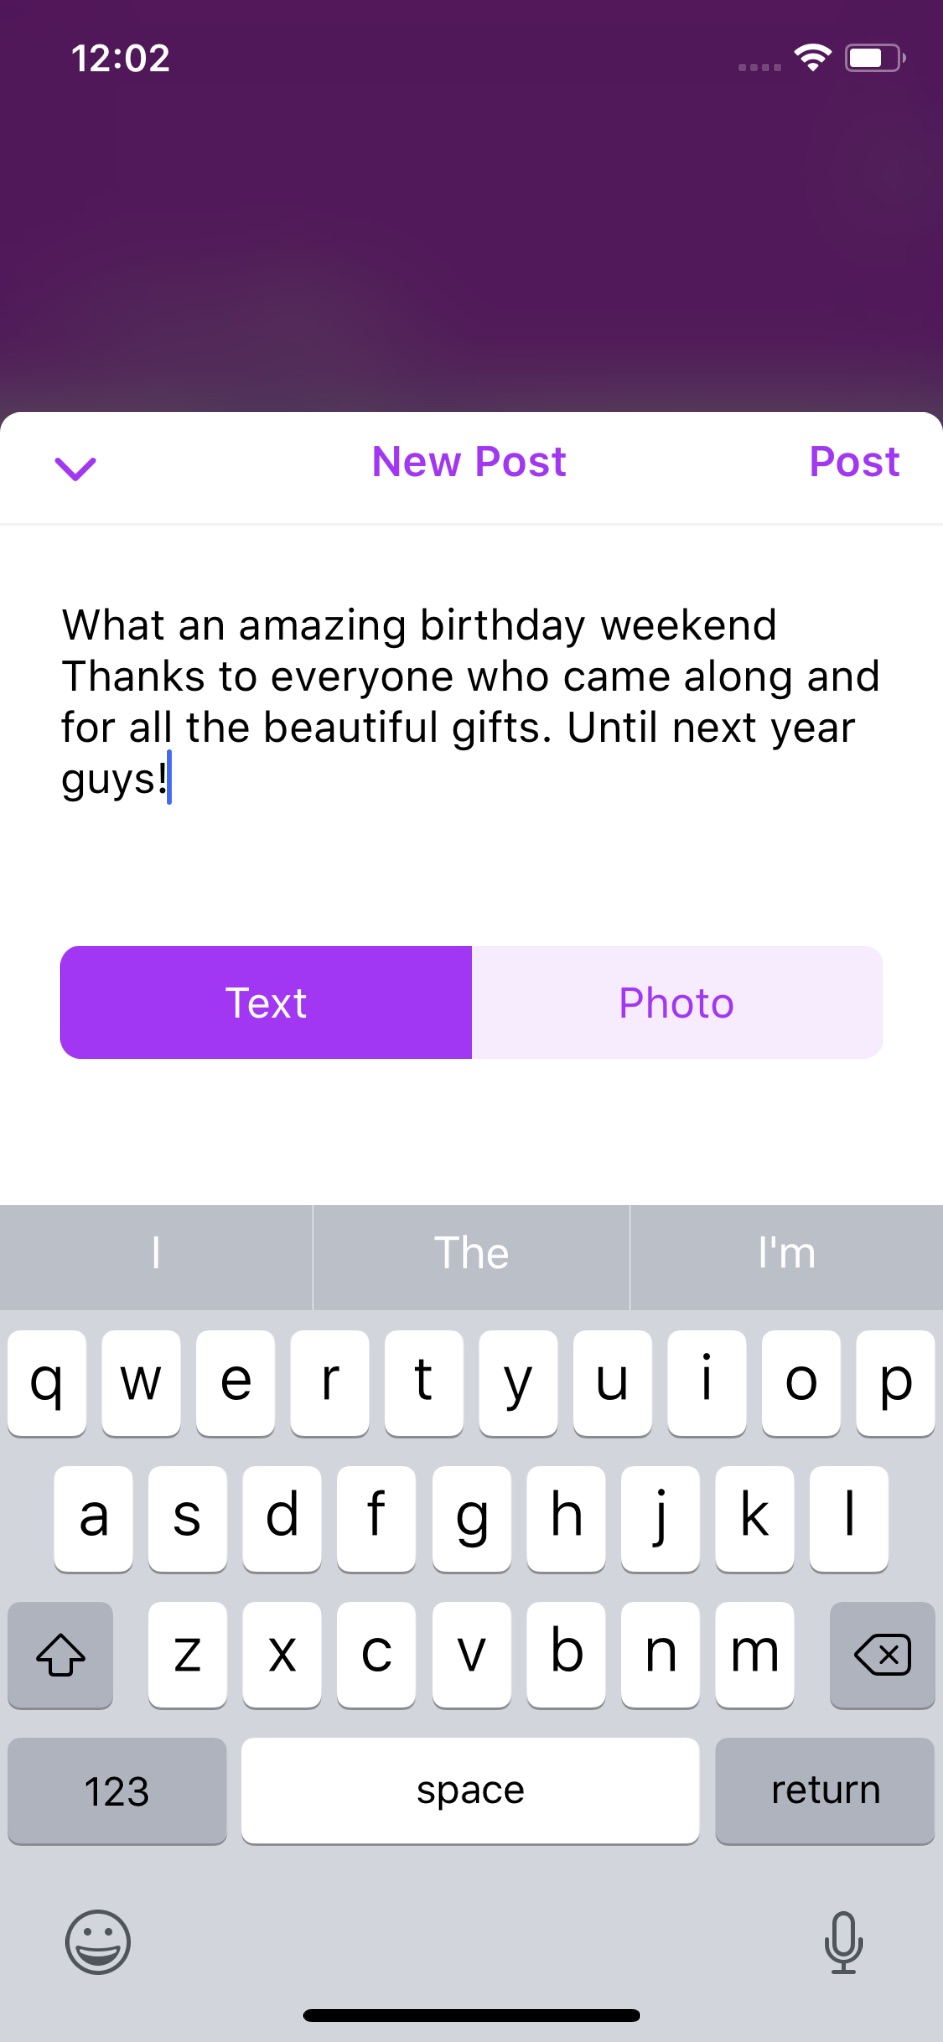 12:02
New Post Post
What an amazing birthday weekend
Thanks to everyone who came along and
for all the beautiful gifts. Until next year
guys!
Text Photo
I The I'm
q w e r t y u i o p
a s d f g h j k l
z x c v b n m
123 space return